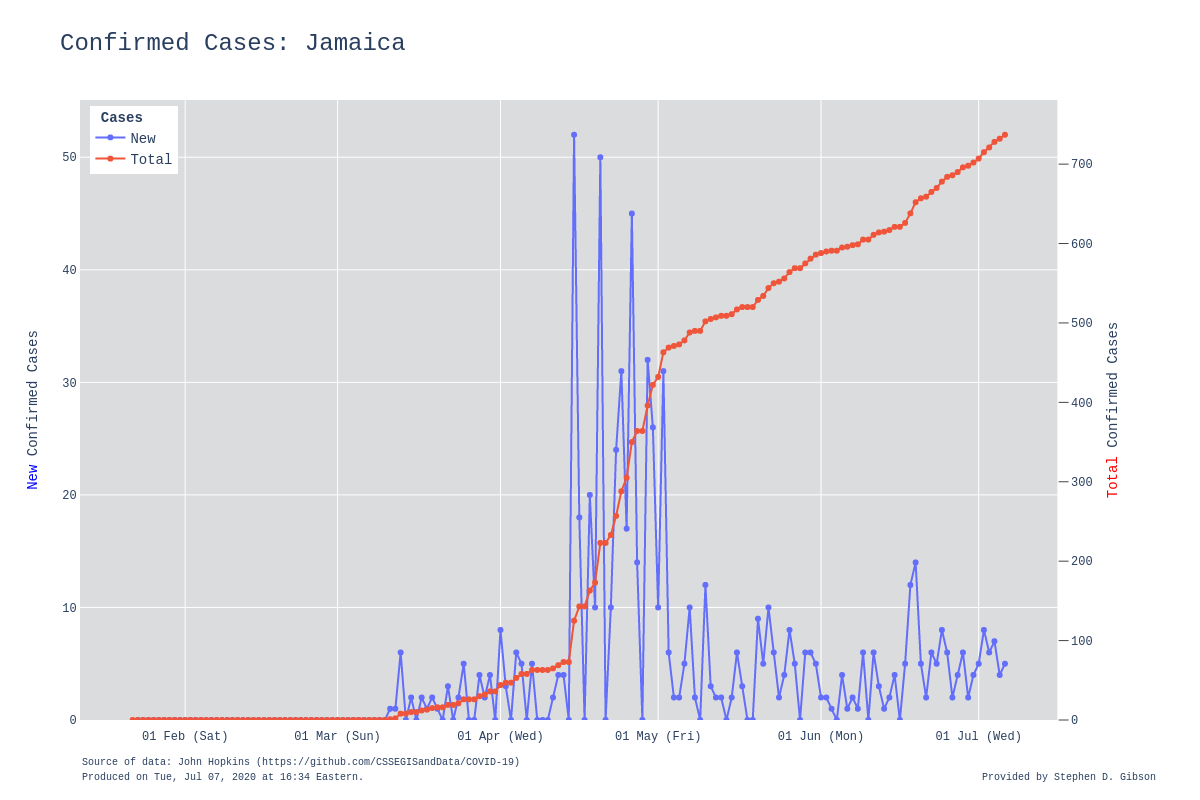 Confirmed Cases: Jamaica
Cases
New
Total
50
40
30
20
10
0
700
600
500
400
300
200
100
0
New Confirmed Cases
Total Confirmed Cases
01 Feb (Sat) 01 Mar (Sun) 01 Apr (Wed) 01 May (Fri) 01 Jun (Mon) 01 Jul (Wed)
Source of data: John Hopkins (https://github.com/CSSEGISandData/COVID-19)
Produced on Tue, Jul 07, 2020 at 16:34 Eastern.
Provided by Stephen D. Gibson